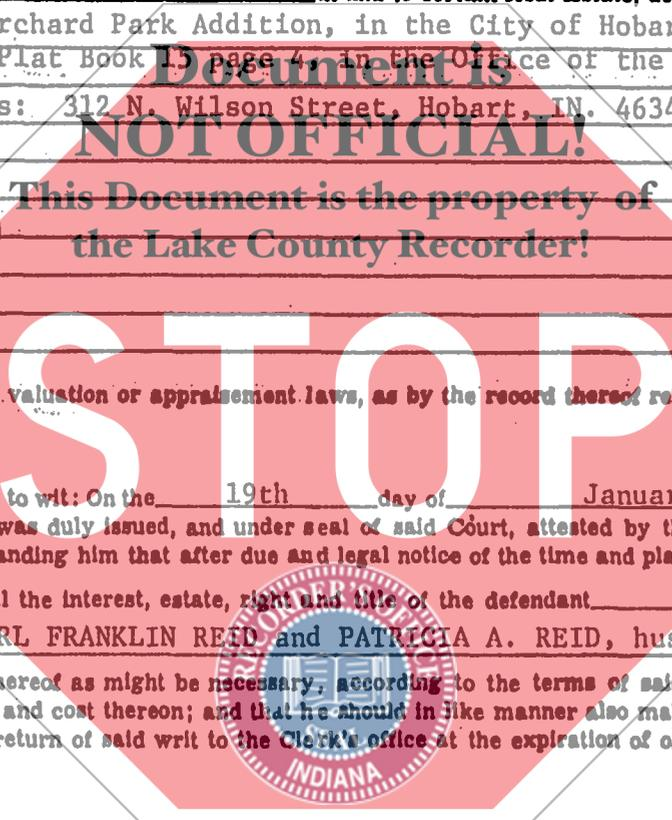 rchard Park Addition, in the City of Hobar
Plat Book 15 page 4, in the Office of the
Document is
s: 312 N. Wilson Street, Hobart, IN. 4634
NOT OFFICIAL!
This Document is the property of
the Lake County Recorder!
STOP
valuation or appraisement laws, as by the record thereof re
to wit: On the 19th day of Januar
was duly issued, and under seal of said Court, attested by t
anding him that after due and legal notice of the time and pla
l the interest, estate, right and title of the defendant
RL FRANKLIN REID and PATRICIA A. REID, hus
hereof as might be necessary, according to the terms of sai
and cost thereon; and that he should in like manner also ma
return of said writ to the Clerk's office at the expiration of o
RECORDER'S OFFICE
SEAL
INDIANA